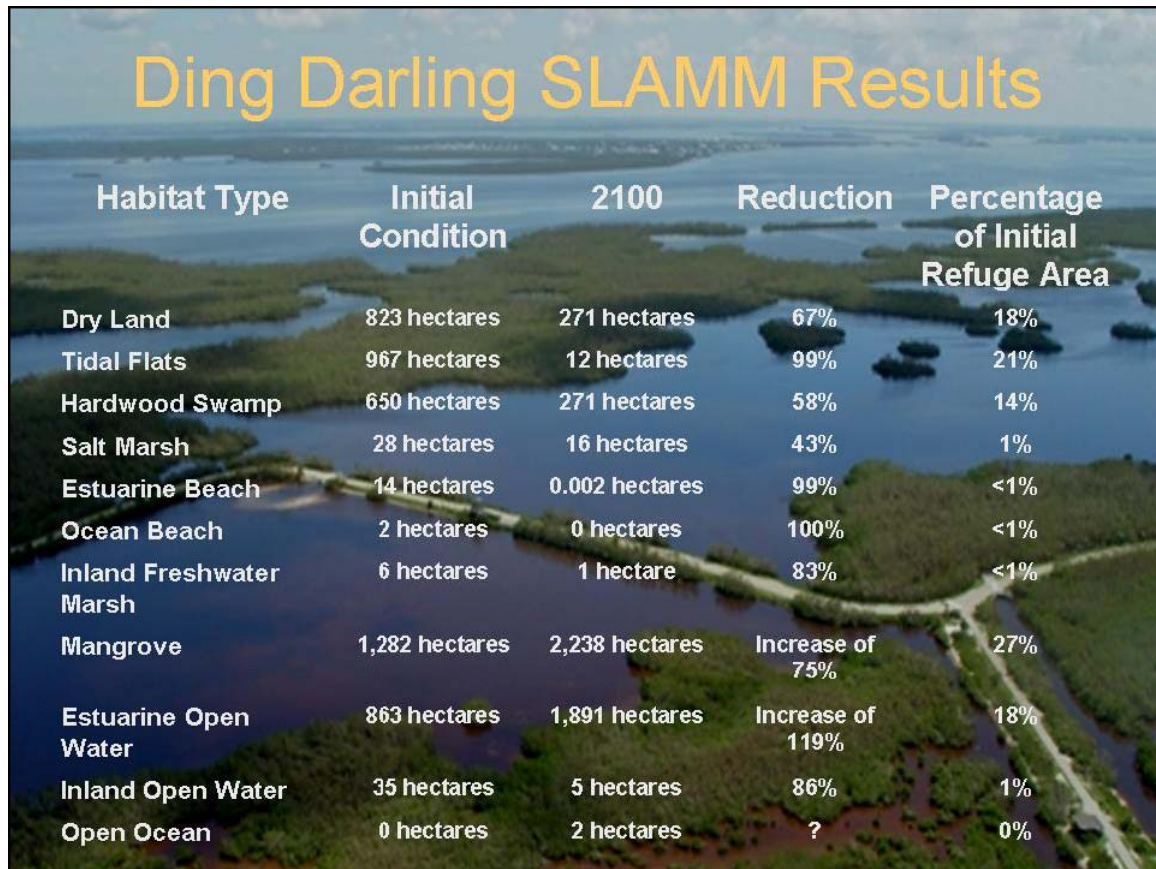 Ding Darling SLAMM Results
Habitat Type Initial Condition 2100 Reduction Percentage of Initial Refuge Area
Dry Land 823 hectares 271 hectares 67% 18%
Tidal Flats 967 hectares 12 hectares 99% 21%
Hardwood Swamp 650 hectares 271 hectares 58% 14%
Salt Marsh 28 hectares 16 hectares 43% 1%
Estuarine Beach 14 hectares 0.002 hectares 99% <1%
Ocean Beach 2 hectares 0 hectares 100% <1%
Inland Freshwater Marsh 6 hectares 1 hectare 83% <1%
Mangrove 1,282 hectares 2,238 hectares Increase of 75% 27%
Estuarine Open Water 863 hectares 1,891 hectares Increase of 119% 18%
Inland Open Water 35 hectares 5 hectares 86% 1%
Open Ocean 0 hectares 2 hectares ? 0%